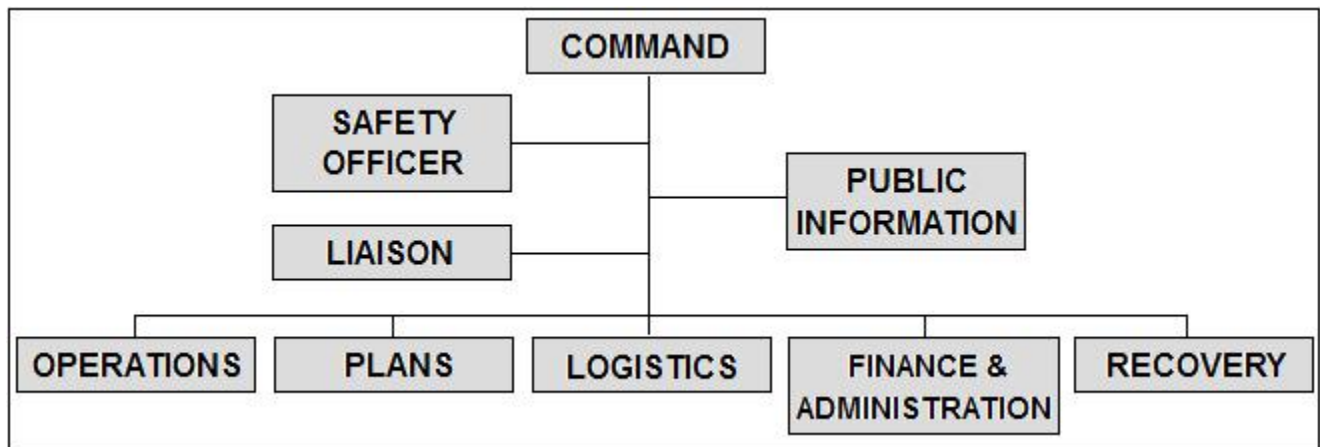 COMMAND
SAFETY
OFFICER
PUBLIC
INFORMATION
LIAISON
OPERATIONS
PLANS
LOGISTICS
FINANCE &
ADMINISTRATION
RECOVERY